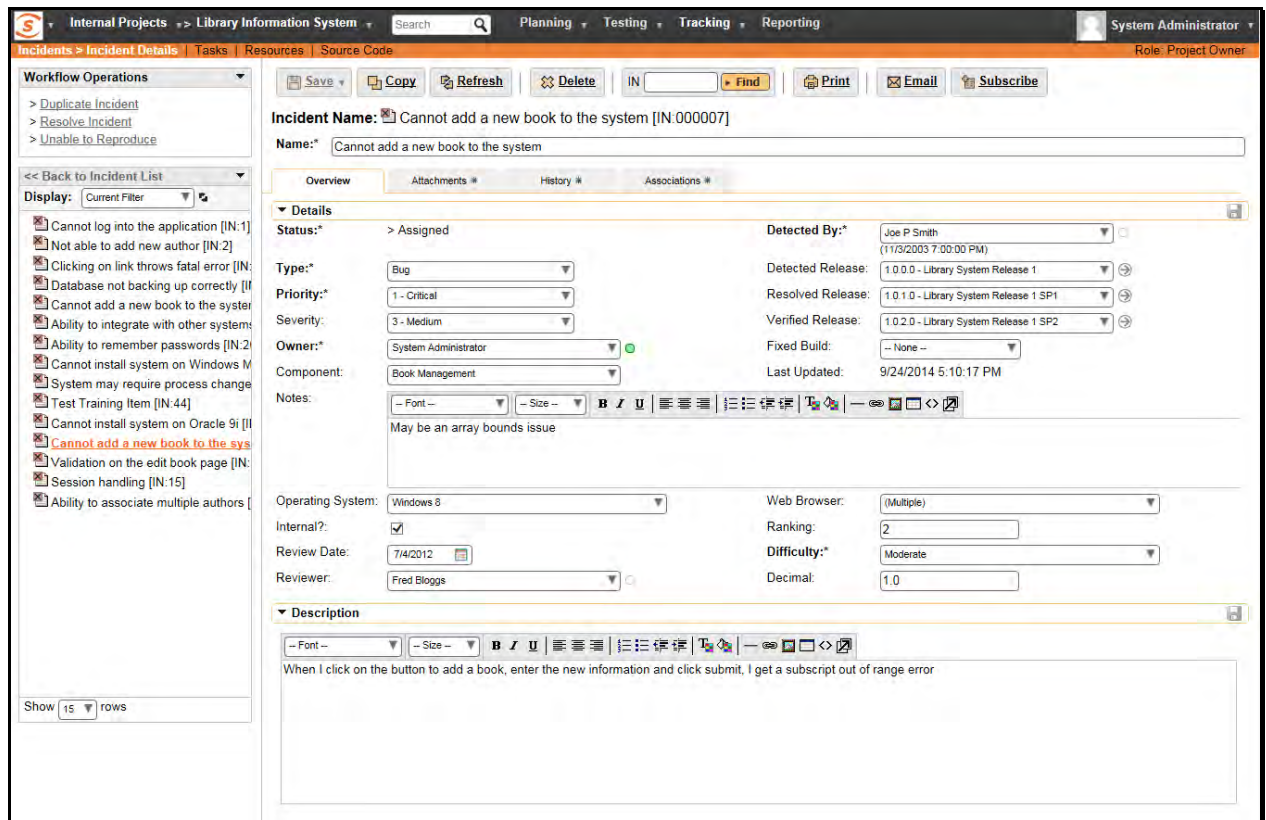 Internal Projects > Library Information System Search Planning Testing Tracking Reporting System Administrator
Incidents > Incident Details | Tasks | Resources | Source Code Role: Project Owner
Workflow Operations
> Duplicate Incident
> Resolve Incident
> Unable to Reproduce
<< Back to Incident List
Display: Current Filter
Cannot log into the application [IN:1]
Not able to add new author [IN:2]
Clicking on link throws fatal error [IN:
Database not backing up correctly [I
Cannot add a new book to the syster
Ability to integrate with other systems
Ability to remember passwords [IN:2
Cannot install system on Windows M
System may require process change
Test Training Item [IN:44]
Cannot install system on Oracle 9i [I
Cannot add a new book to the sys
Validation on the edit book page [IN:
Session handling [IN:15]
Ability to associate multiple authors [
Show 15 rows
Save Copy Refresh Delete IN Find Print Email Subscribe
Incident Name: Cannot add a new book to the system [IN:000007]
Name:* Cannot add a new book to the system
Overview Attachments History Associations
Details
Status:* > Assigned Detected By:* Joe P Smith
(11/3/2003 7:00:00 PM)
Type:* Bug Detected Release: 1.0.0.0 - Library System Release 1
Priority:* 1 - Critical Resolved Release: 1.0.1.0 - Library System Release 1 SP1
Severity: 3 - Medium Verified Release: 1.0.2.0 - Library System Release 1 SP2
Owner:* System Administrator Fixed Build: -- None --
Component: Book Management Last Updated: 9/24/2014 5:10:17 PM
Notes: -- Font -- -- Size -- B I U
May be an array bounds issue
Operating System: Windows 8 Web Browser: (Multiple)
Internal?: Ranking: 2
Review Date: 7/4/2012 Difficulty:* Moderate
Reviewer: Fred Bloggs Decimal: 1.0
Description
-- Font -- -- Size -- B I U
When I click on the button to add a book, enter the new information and click submit, I get a subscript out of range error